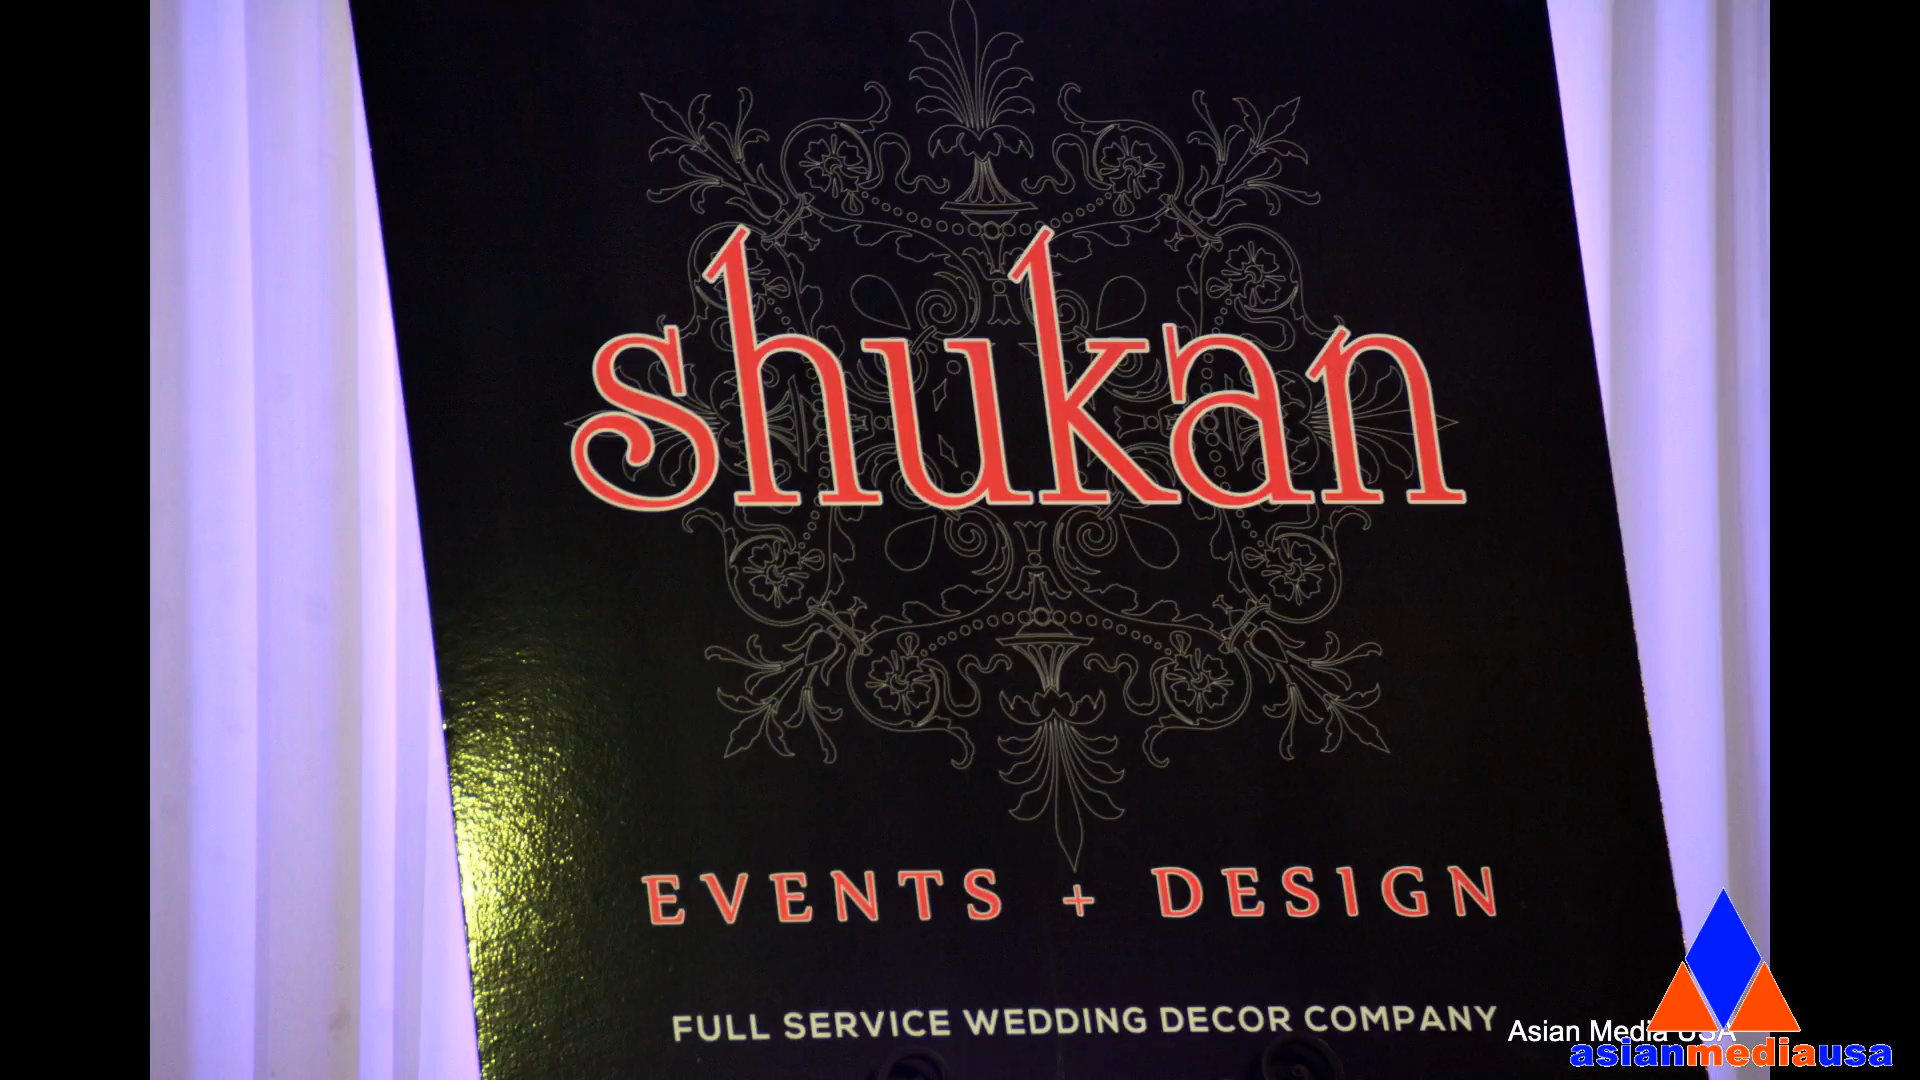 shukan
EVENTS + DESIGN
FULL SERVICE WEDDING DECOR COMPANY
Asian Media USA
asianmediausa